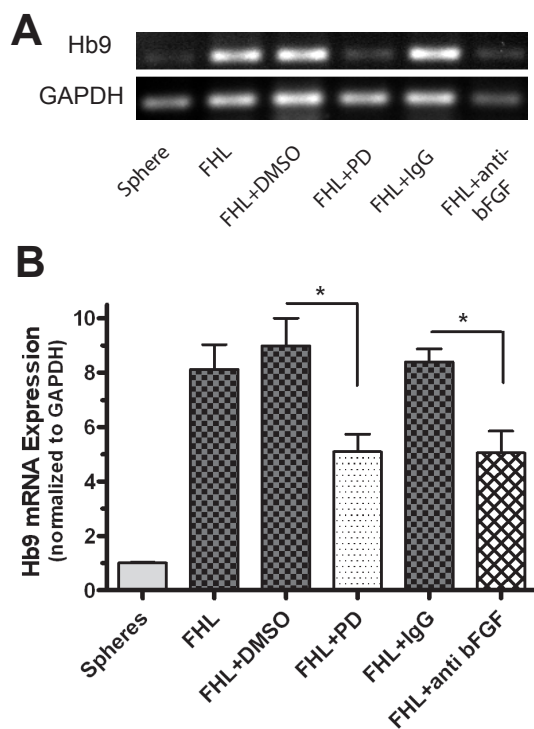 A
Hb9
GAPDH
Sphere
FHL
FHL+DMSO
FHL+PD
FHL+IgG
FHL+anti-
bFGF
B
Hb9 mRNA Expression
(normalized to GAPDH)
10
8
6
4
2
0
*
*
Spheres
FHL
FHL+DMSO
FHL+PD
FHL+IgG
FHL+anti bFGF